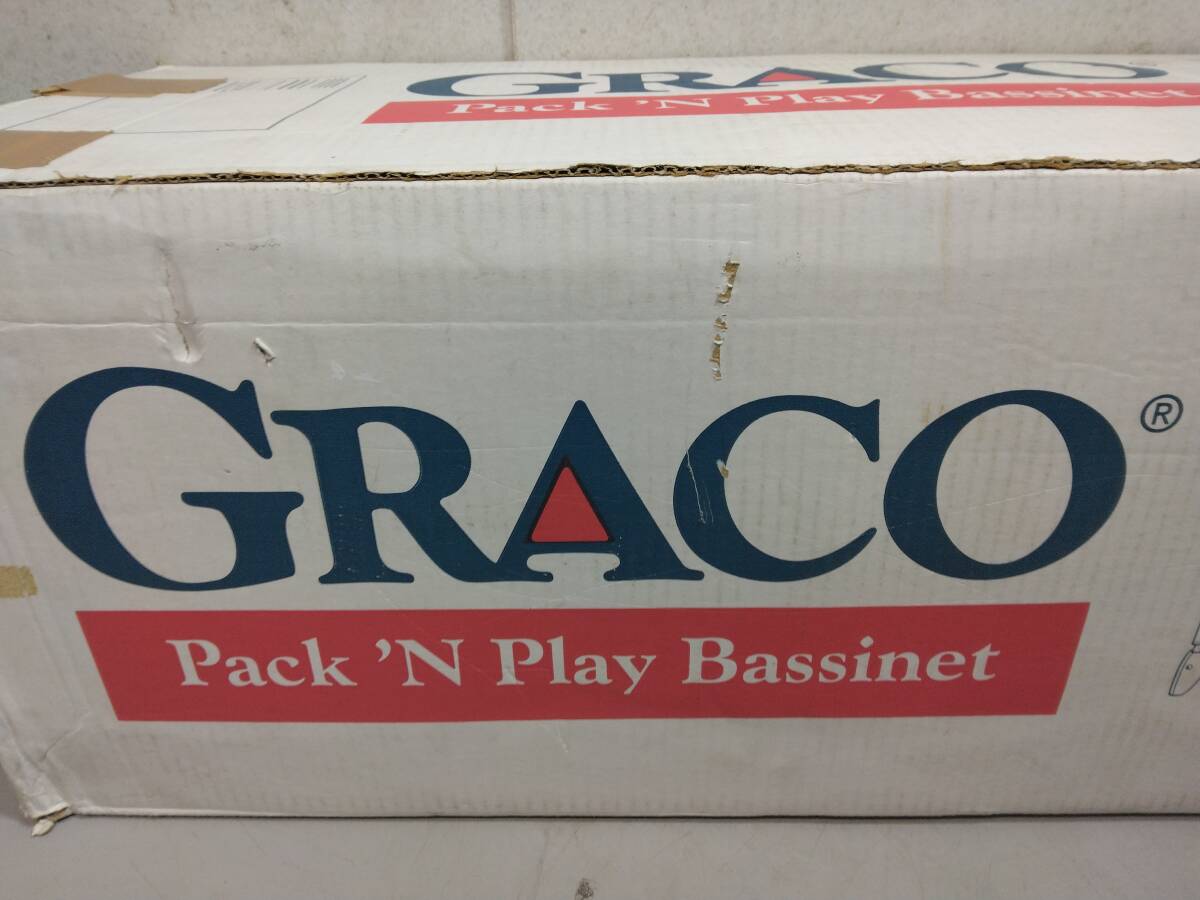 GRACO
Pack 'N Play Bassinet
GRACO ®
Pack 'N Play Bassinet